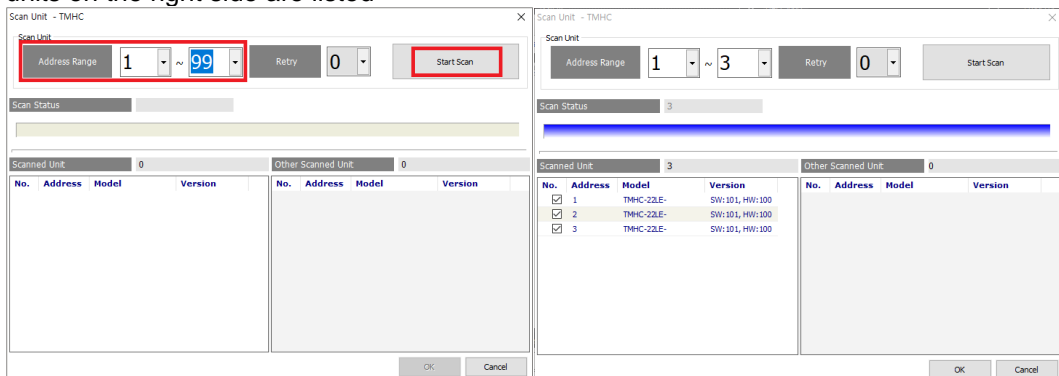 units on the right side are listed
Scan Unit - TMHC
Scan Unit
Address Range 1 ~ 99 Retry 0 Start Scan
Scan Status
Scanned Unit 0 Other Scanned Unit 0
No. Address Model Version No. Address Model Version
OK Cancel
Scan Unit - TMHC
Scan Unit
Address Range 1 ~ 3 Retry 0 Start Scan
Scan Status 3
Scanned Unit 3 Other Scanned Unit 0
No. Address Model Version No. Address Model Version
1 TMHC-22LE- SW:101, HW:100
2 TMHC-22LE- SW:101, HW:100
3 TMHC-22LE- SW:101, HW:100
OK Cancel